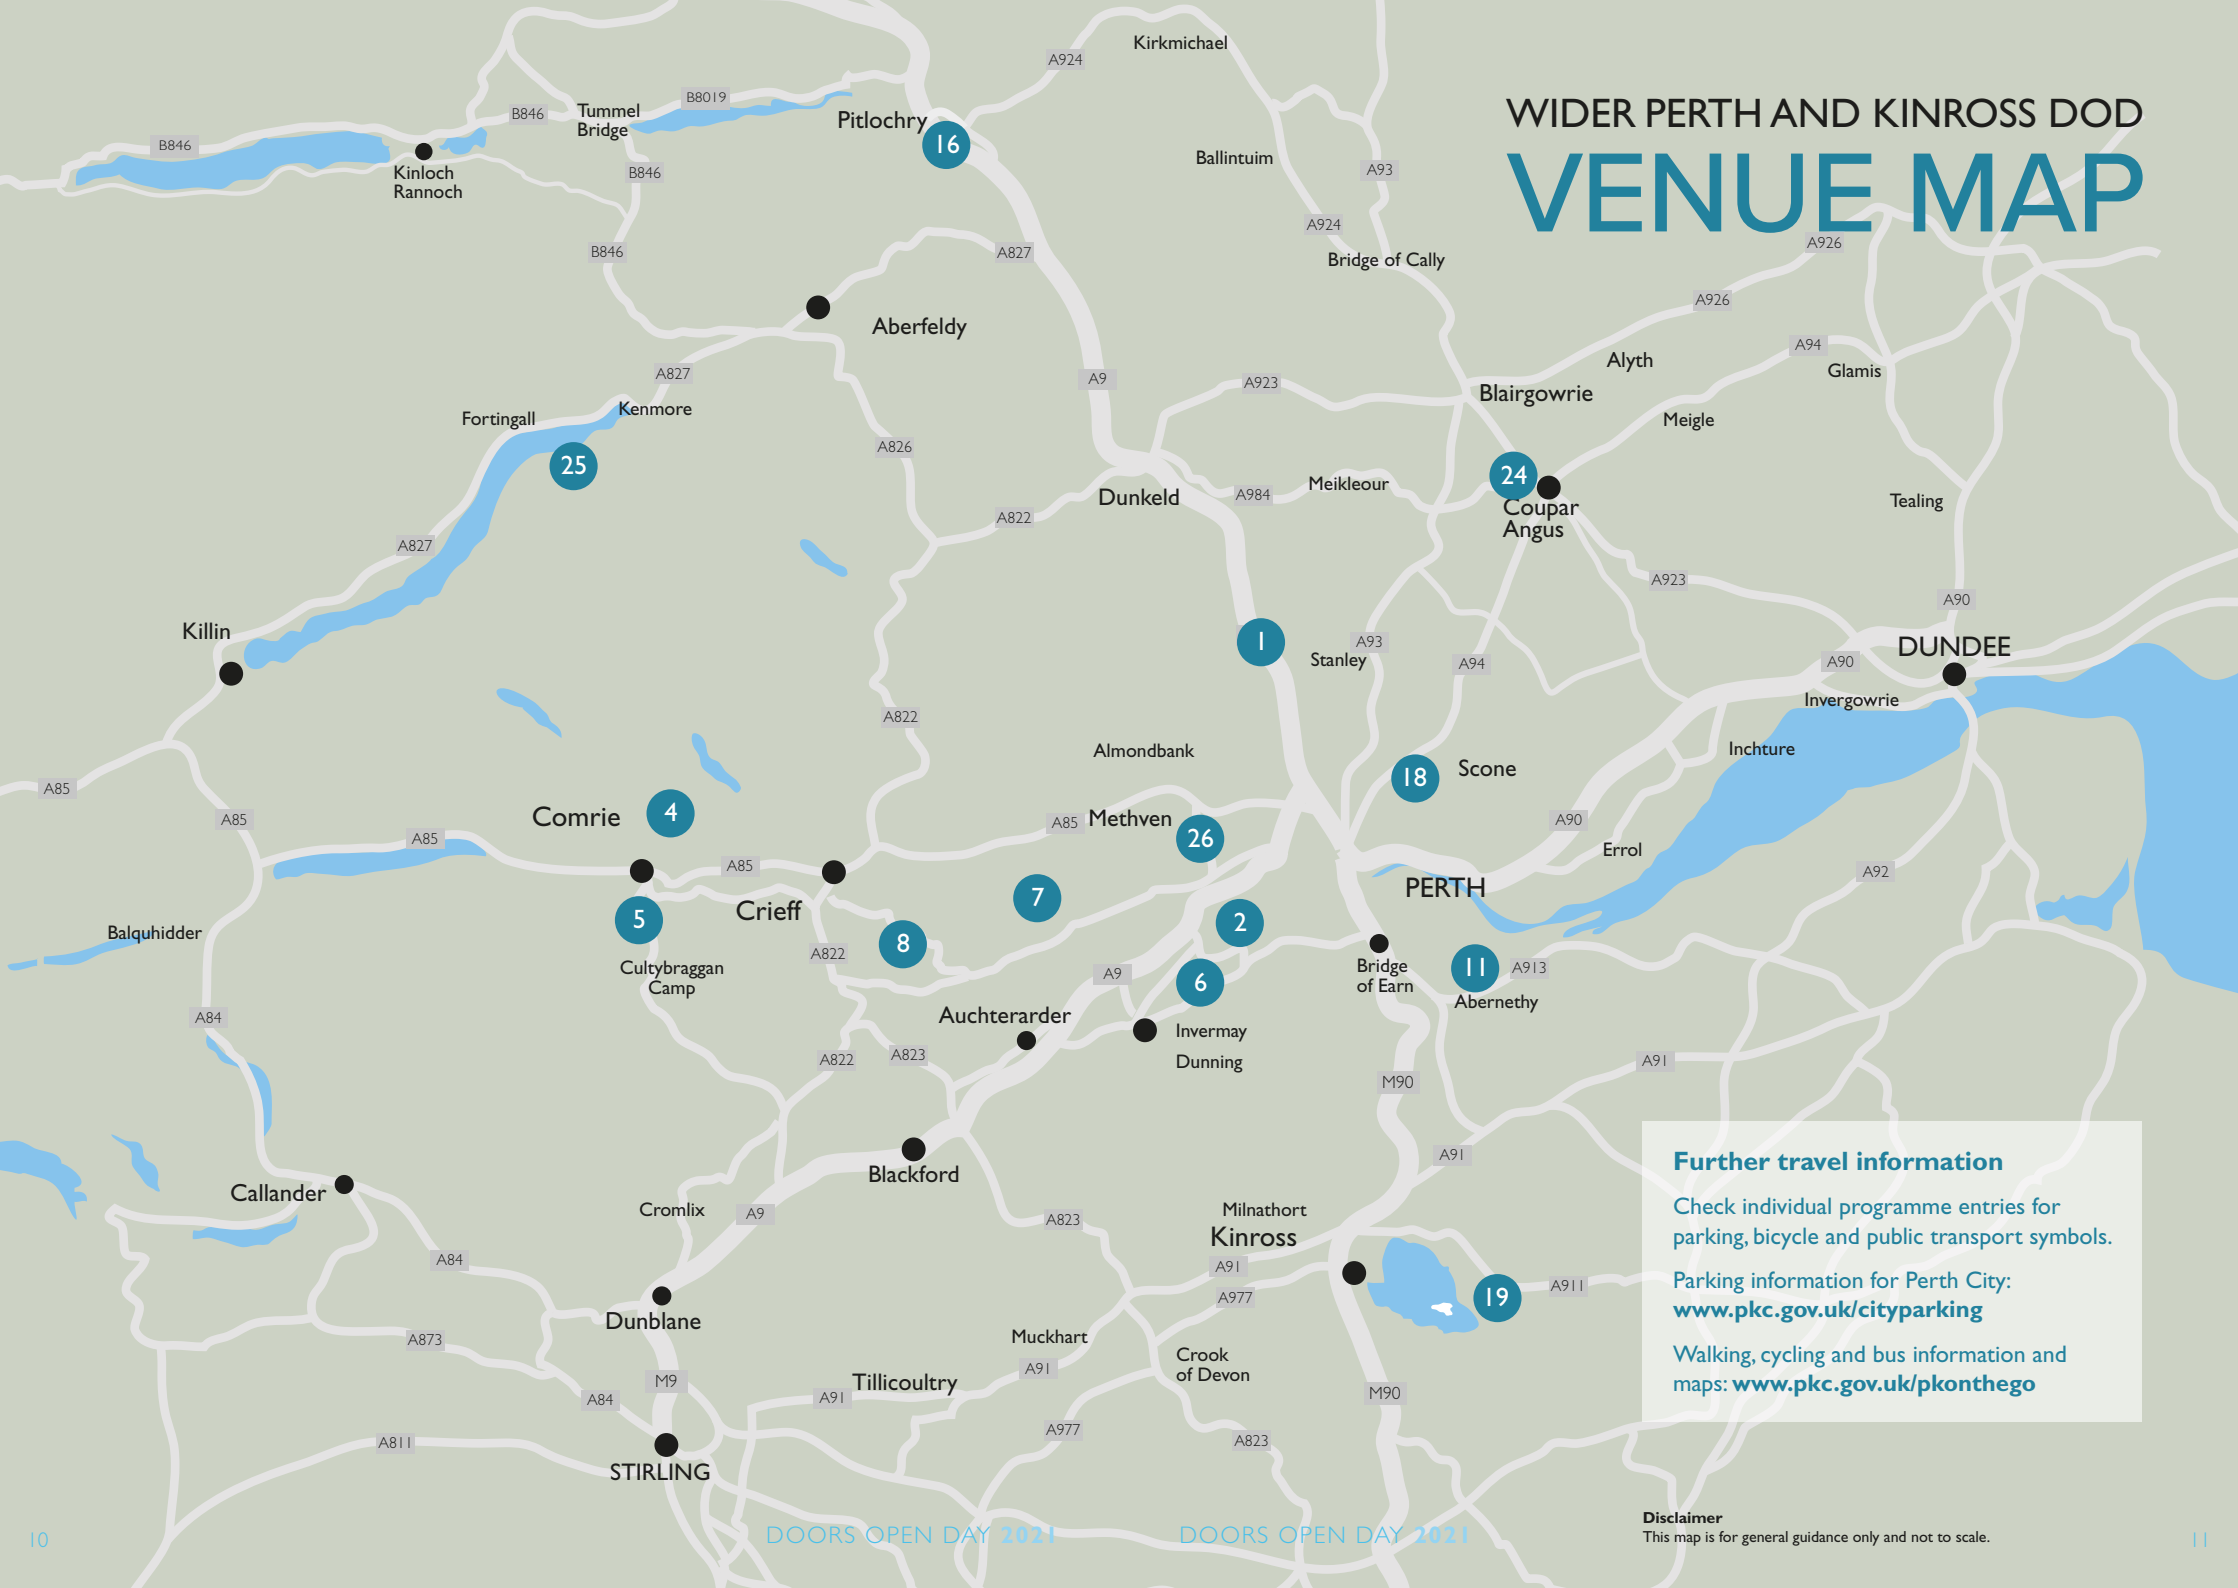 WIDER PERTH AND KINROSS DOD
VENUE MAP
Kirkmichael
A924
B8019
Tummel
Bridge
B846
Pitlochry
16
B846
Kinloch
Rannoch
B846
Ballintuim
A93
A924
B846
A827
Bridge of Cally
A926
A926
Aberfeldy
A94
Alyth
Glamis
A827
A9
A923
Blairgowrie
Kenmore
Fortingall
Meigle
25
A826
24
Meikleour
Dunkeld
A984
Coupar
Angus
Tealing
A822
A827
A923
A90
Killin
1
A93
Stanley
A94
DUNDEE
A90
Invergowrie
A822
Almondbank
Inchture
18
Scone
A85
A85
Comrie
4
A85
A85
Methven
26
A90
Errol
A85
A92
Crieff
7
PERTH
5
8
2
Balquhidder
A822
Cultybraggan
Camp
A9
6
Bridge
of Earn
11
A913
Abernethy
A84
Auchterarder
Invermay
Dunning
A822
A823
A91
M90
Callander
Blackford
A91
Cromlix
A9
A823
Milnathort
Kinross
A84
A91
A977
19
A911
Dunblane
A873
Muckhart
Crook
of Devon
A91
M9
A84
A91
Tillicoultry
M90
A977
A823
A811
STIRLING
Further travel information
Check individual programme entries for
parking, bicycle and public transport symbols.
Parking information for Perth City:
www.pkc.gov.uk/cityparking
Walking, cycling and bus information and
maps: www.pkc.gov.uk/pkonthego
Disclaimer
This map is for general guidance only and not to scale.
10
DOORS OPEN DAY 2021
DOORS OPEN DAY 2021
11